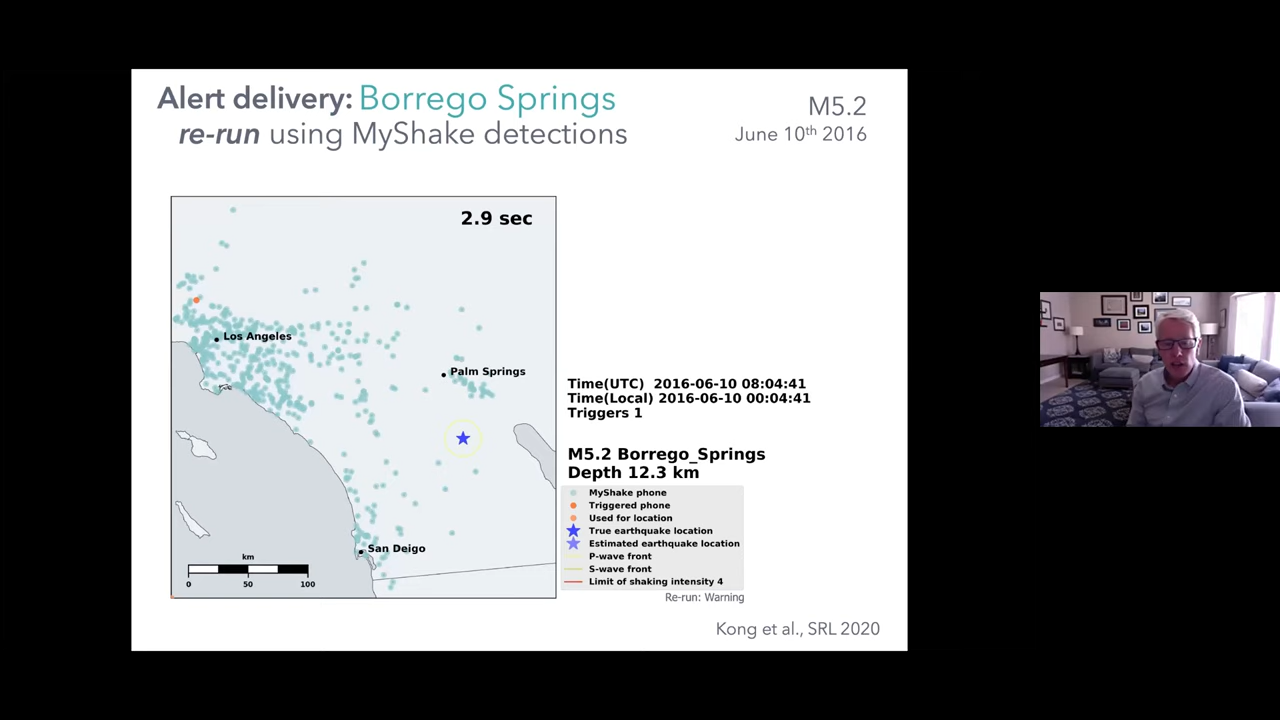 Alert delivery: Borrego Springs
re-run using MyShake detections
M5.2
June 10th 2016
2.9 sec
Los Angeles
Palm Springs
San Deigo
km
0 50 100
Time(UTC) 2016-06-10 08:04:41
Time(Local) 2016-06-10 00:04:41
Triggers 1
M5.2 Borrego_Springs
Depth 12.3 km
MyShake phone
Triggered phone
Used for location
True earthquake location
Estimated earthquake location
P-wave front
S-wave front
Limit of shaking intensity 4
Re-run: Warning
Kong et al., SRL 2020